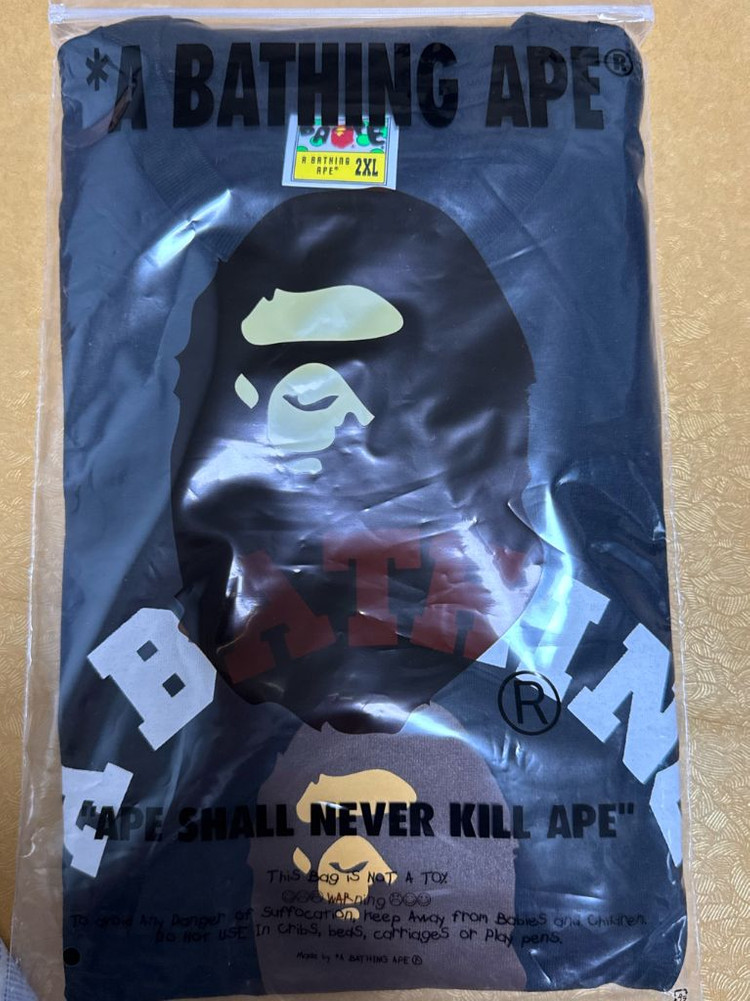 *A BATHING APE®
A BATHING
APE® 2XL
A BATHING
®
"APE SHALL NEVER KILL APE"
This Bag is NOT A TOY
WARning
TO avoid Any Danger of Suffocation, Keep Away from Babies and Children.
DO NOT USE In Cribs, beds, carriages or Play pens.
Made by *A BATHING APE®